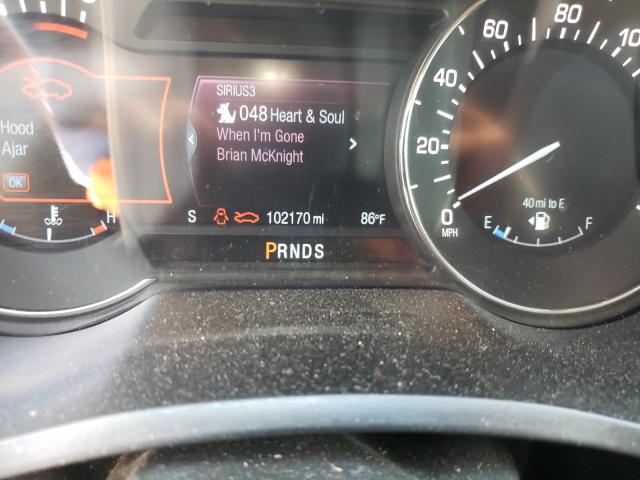 SIRIUS3
048 Heart & Soul
When I'm Gone
Brian McKnight
Hood
Ajar
OK
H
S
102170 mi
86°F
PRNDS
0
20
40
60
80
100
MPH
40 mi to E
E
F